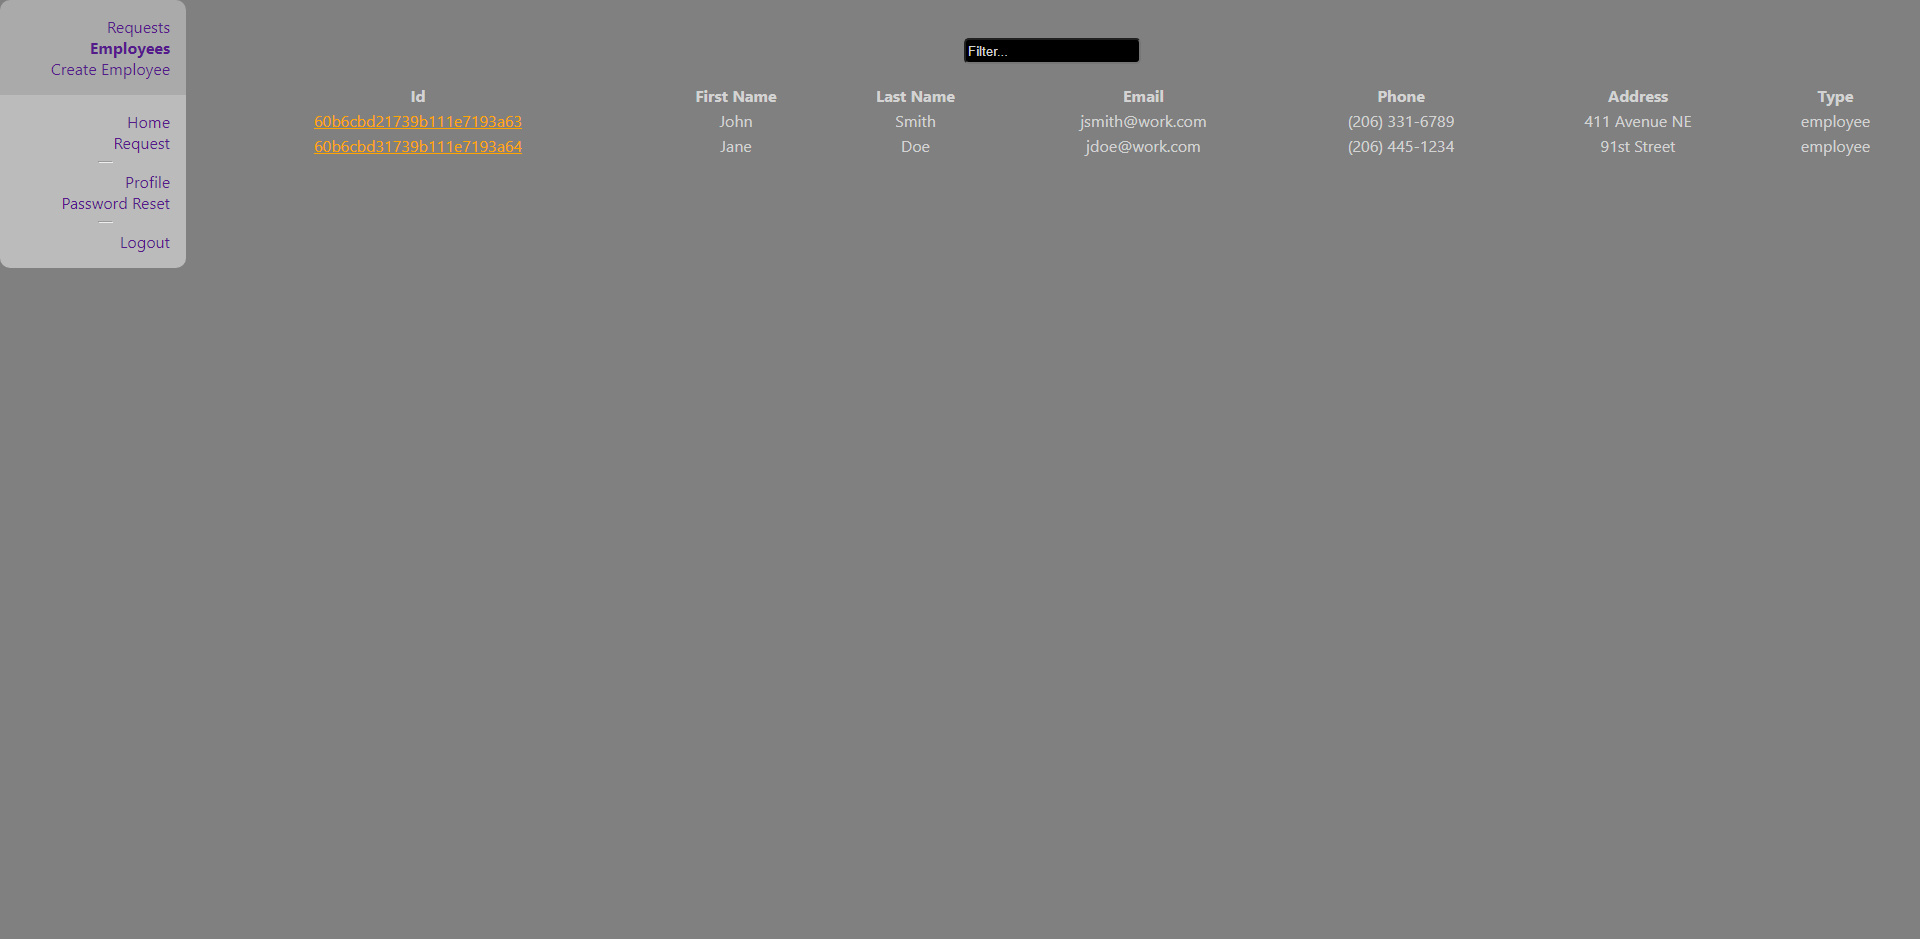 Requests
Employees
Create Employee
Home
Request
Profile
Password Reset
Logout
Filter...
Id First Name Last Name Email Phone Address Type
60b6cbd21739b111e7193a63 John Smith jsmith@work.com (206) 331-6789 411 Avenue NE employee
60b6cbd31739b111e7193a64 Jane Doe jdoe@work.com (206) 445-1234 91st Street employee